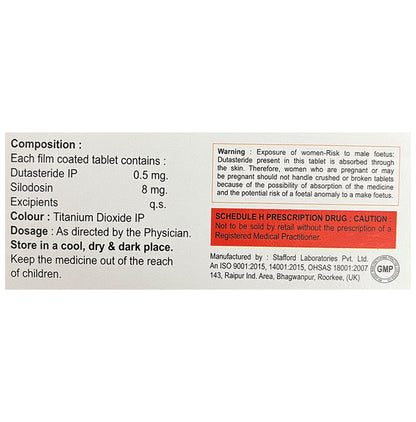 Composition :
Each film coated tablet contains :
Dutasteride IP 0.5 mg.
Silodosin 8 mg.
Excipients q.s.
Colour : Titanium Dioxide IP
Dosage : As directed by the Physician.
Store in a cool, dry & dark place.
Keep the medicine out of the reach
of children.
Warning : Exposure of women-Risk to male foetus:
Dutasteride present in this tablet is absorbed through
the skin. Therefore, women who are pregnant or may
be pregnant should not handle crushed or broken tablets
because of the possibility of absorption of the medicine
and the potential risk of a foetal anomaly to a make foetus.
SCHEDULE H PRESCRIPTION DRUG : CAUTION :
Not to be sold by retail without the prescription of a
Registered Medical Practitioner.
Manufactured by : Stafford Laboratories Pvt. Ltd.
An ISO 9001:2015, 14001:2015, OHSAS 18001:2007
143, Raipur Ind. Area, Bhagwanpur, Roorkee, (UK)
GMP